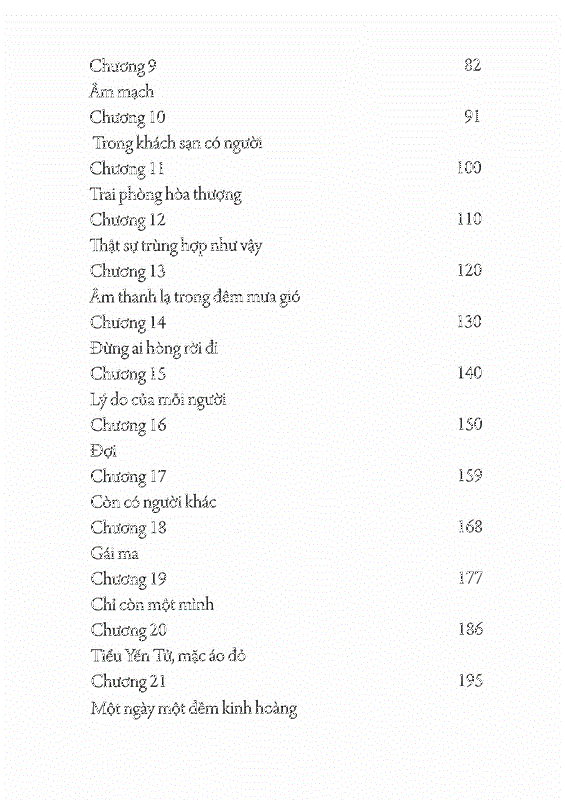 Chương 9 82
Âm mạch
Chương 10 91
Trong khách sạn có người
Chương 11 100
Trai phòng hòa thượng
Chương 12 110
Thật sự trùng hợp như vậy
Chương 13 120
Âm thanh lạ trong đêm mưa gió
Chương 14 130
Đừng ai hòng rời đi
Chương 15 140
Lý do của mỗi người
Chương 16 150
Đợi
Chương 17 159
Còn có người khác
Chương 18 168
Gái ma
Chương 19 177
Chỉ còn một mình
Chương 20 186
Tiểu Yến Tử, mặc áo đỏ
Chương 21 195
Một ngày một đêm kinh hoàng